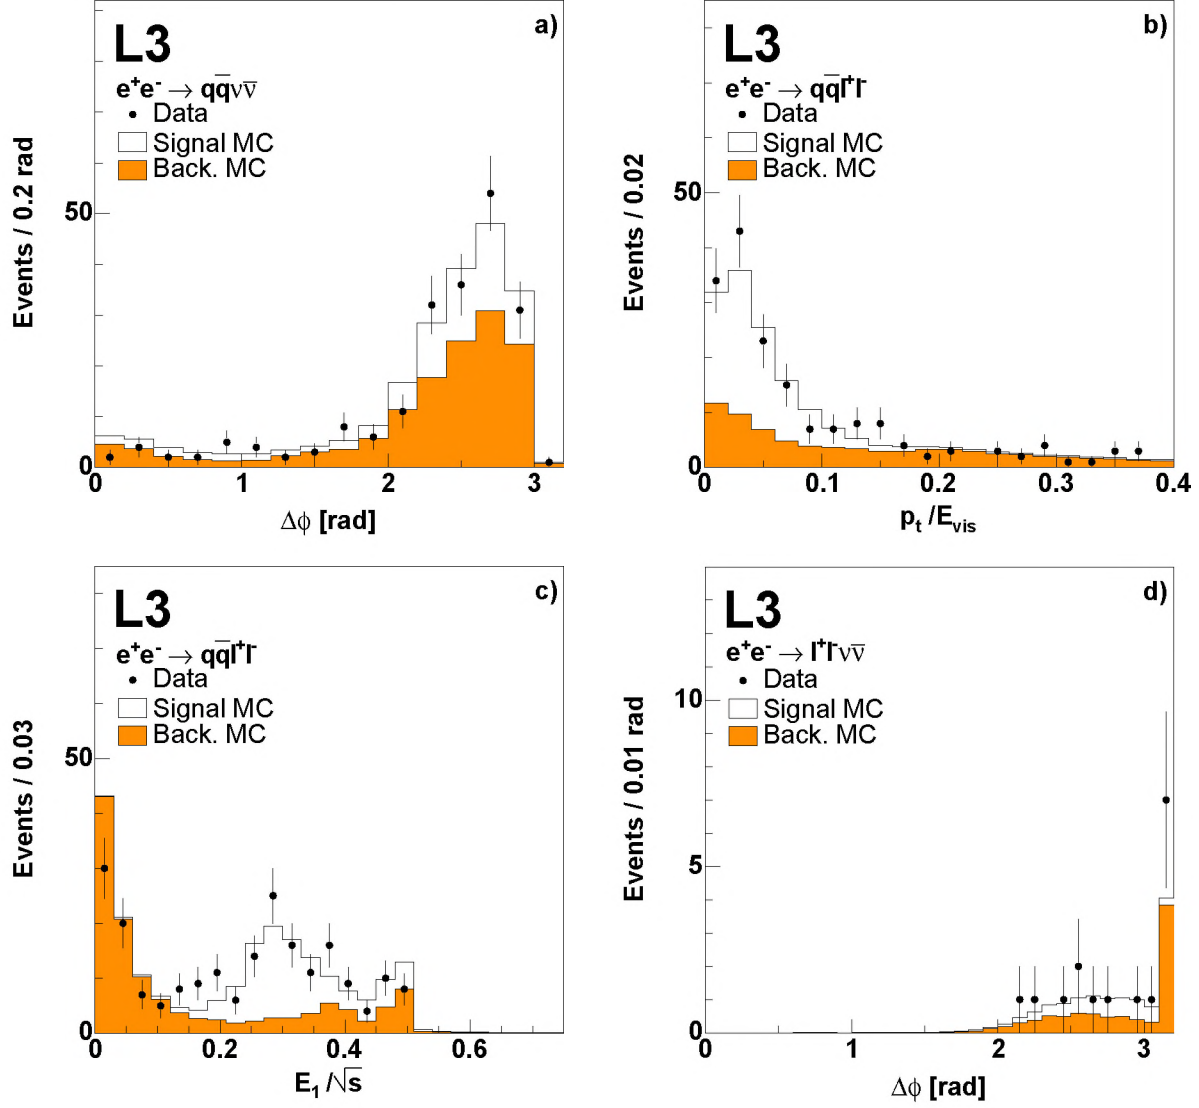 a)
L3
e⁺e⁻ → qq̅νν̅
Data
Signal MC
Back. MC
Events / 0.2 rad
50
0
0 1 2 3
Δϕ [rad]
b)
L3
e⁺e⁻ → qq̅l⁺l⁻
Data
Signal MC
Back. MC
Events / 0.02
50
0
0 0.1 0.2 0.3 0.4
pₜ /E_vis
c)
L3
e⁺e⁻ → qq̅l⁺l⁻
Data
Signal MC
Back. MC
Events / 0.03
50
0
0 0.2 0.4 0.6
E₁ /√s
d)
L3
e⁺e⁻ → l⁺l⁻νν̅
Data
Signal MC
Back. MC
Events / 0.01 rad
10
5
0
0 1 2 3
Δϕ [rad]